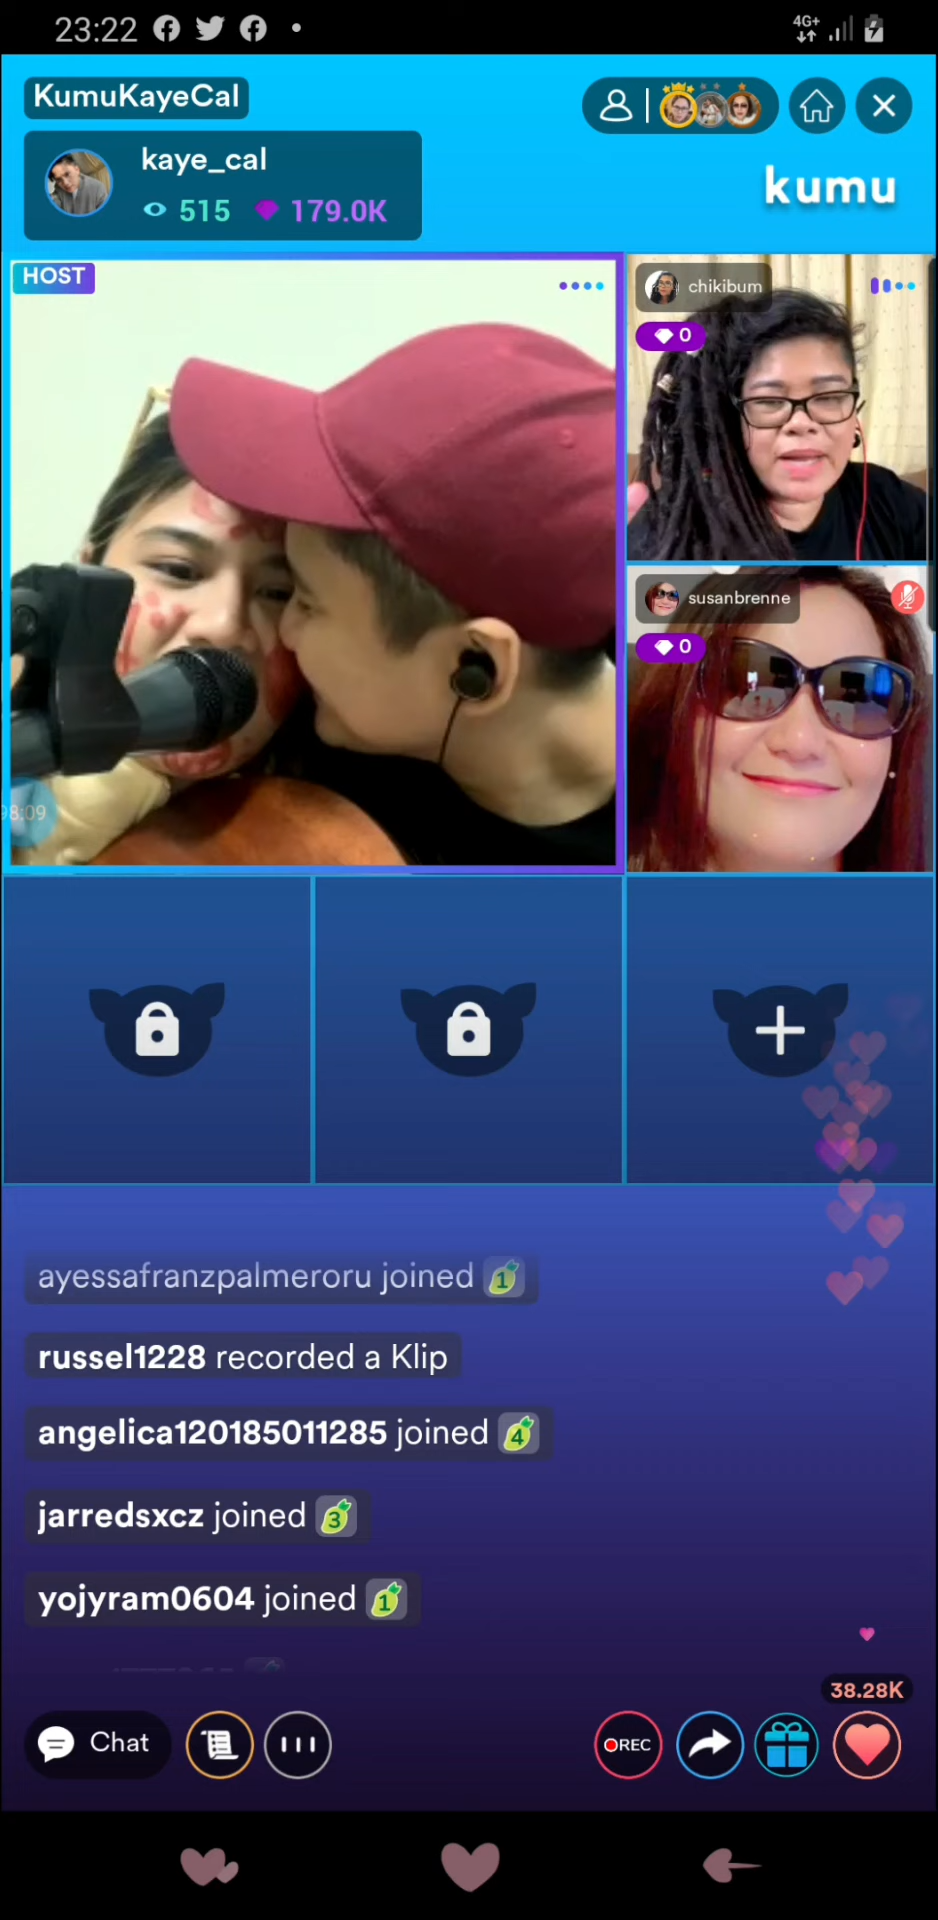 23:22
4G+
KumuKayeCal
kaye_cal
515 179.0K
kumu
HOST
chikibum
0
susanbrenne
0
98:09
ayessafranzpalmeroru joined 1
russel1228 recorded a Klip
angelica120185011285 joined 4
jarredsxcz joined 3
yojyram0604 joined 1
38.28K
Chat
REC